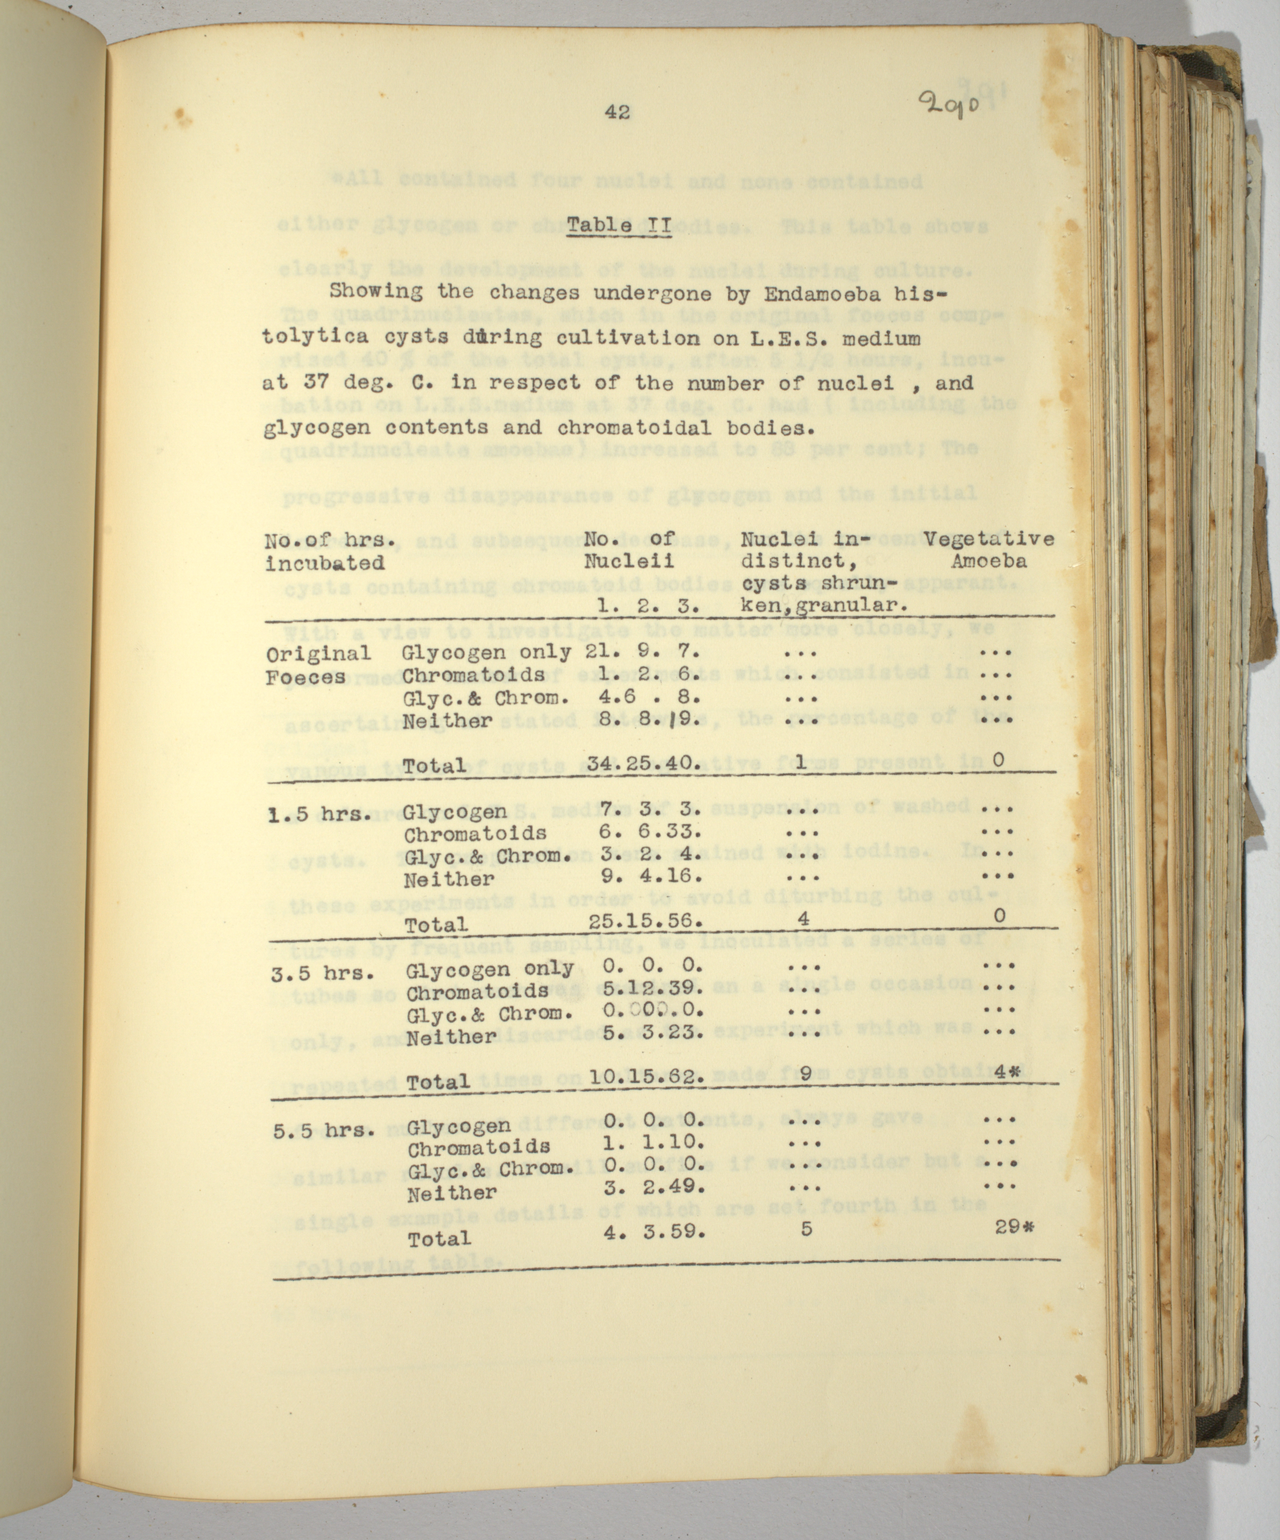 42
290
Table II
Showing the changes undergone by Endamoeba his-
tolytica cysts during cultivation on L.E.S. medium
at 37 deg. C. in respect of the number of nuclei , and
glycogen contents and chromatoidal bodies.
No.of hrs. No. of Nuclei in- Vegetative
incubated Nucleii distinct, Amoeba
cysts shrun-
1. 2. 3. ken,granular.
Original Glycogen only 21. 9. 7. ... ...
Foeces Chromatoids 1. 2. 6. ... ...
Glyc.& Chrom. 4.6 . 8. ... ...
Neither 8. 8.19. ... ...
Total 34.25.40. 1 0
1.5 hrs. Glycogen 7. 3. 3. ... ...
Chromatoids 6. 6.33. ... ...
Glyc.& Chrom. 3. 2. 4. ... ...
Neither 9. 4.16. ... ...
Total 25.15.56. 4 0
3.5 hrs. Glycogen only 0. 0. 0. ... ...
Chromatoids 5.12.39. ... ...
Glyc.& Chrom. 0. 0. .0. ... ...
Neither 5. 3.23. ... ...
Total 10.15.62. 9 4*
5.5 hrs. Glycogen 0. 0. 0. ... ...
Chromatoids 1. 1.10. ... ...
Glyc.& Chrom. 0. 0. 0. ... ...
Neither 3. 2.49. ... ...
Total 4. 3.59. 5 29*